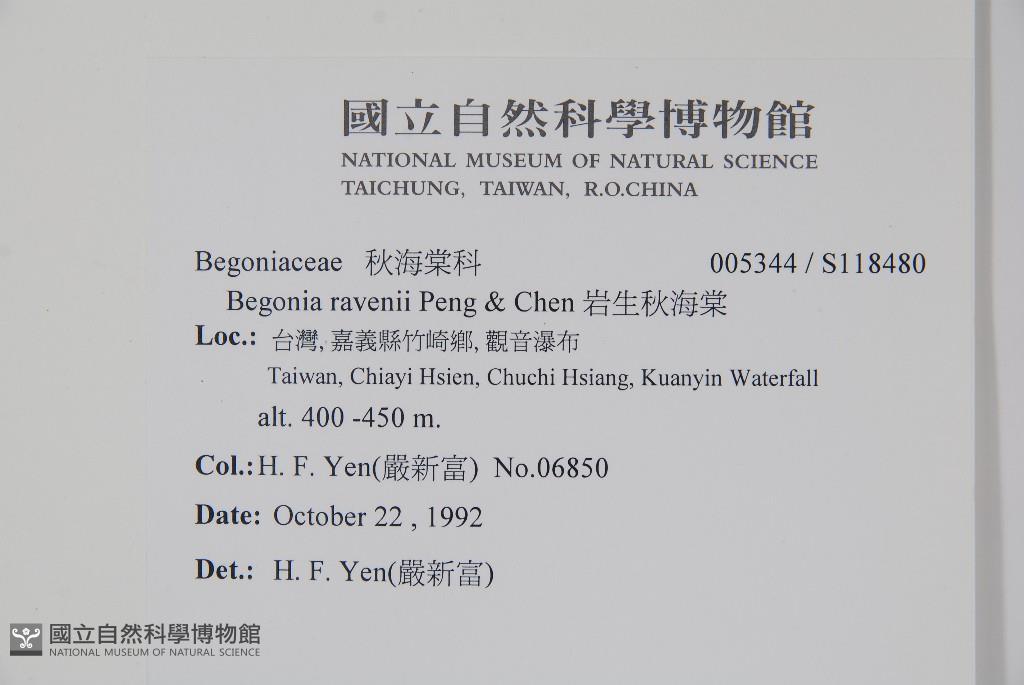 國立自然科學博物館
NATIONAL MUSEUM OF NATURAL SCIENCE
TAICHUNG, TAIWAN, R.O.CHINA
Begoniaceae 秋海棠科 005344 / S118480
Begonia ravenii Peng & Chen 岩生秋海棠
Loc.: 台灣, 嘉義縣竹崎鄉, 觀音瀑布
Taiwan, Chiayi Hsien, Chuchi Hsiang, Kuanyin Waterfall
alt. 400 -450 m.
Col.: H. F. Yen(嚴新富) No.06850
Date: October 22 , 1992
Det.: H. F. Yen(嚴新富)
國立自然科學博物館
NATIONAL MUSEUM OF NATURAL SCIENCE